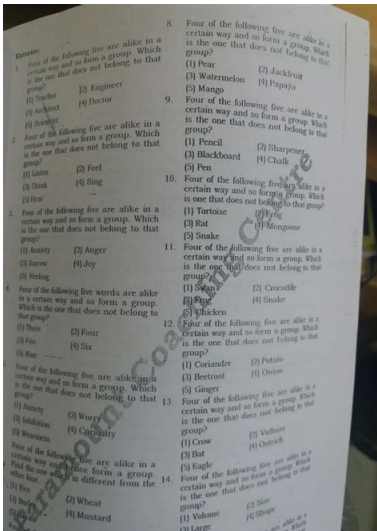 Exercise:
1. Four of the following five are alike in a
certain way and so form a group. Which
is the one that does not belong to that
group?
(1) Teacher (2) Engineer
(3) Architect (4) Doctor
(5) Scientist
2. Four of the following five are alike in a
certain way and so form a group. Which
is the one that does not belong to that
group?
(1) Listen (2) Feel
(3) Think (4) Sing
(5) Hear
3. Four of the following five are alike in a
certain way and so form a group. Which
is the one that does not belong to that
group?
(1) Anxiety (2) Anger
(3) Sorrow (4) Joy
(5) Feeling
4. Four of the following five words are alike
in a certain way and so form a group.
Which is the one that does not belong to
that group?
(1) Three (2) Four
(3) Five (4) Six
(5) Nine
Four of the following five are alike in a
certain way and so form a group. Which
is the one that does not belong to that
group?
(1) Anxiety (2) Worry
(3) Inhibition (4) Curiosity
(5) Weariness
Four of the following five are alike in a
certain way and hence form a group.
Find the one which is different from the
other four.
(1) Rice (2) Wheat
(4) Mustard
8. Four of the following five are alike in a
certain way and so form a group. Which
is the one that does not belong to that
group?
(1) Pear (2) Jackfruit
(3) Watermelon (4) Papaya
(5) Mango
9. Four of the following five are alike in a
certain way and so form a group. Which
is the one that does not belong to that
group?
(1) Pencil (2) Sharpener
(3) Blackboard (4) Chalk
(5) Pen
10. Four of the following five are alike in a
certain way and so form a group. Which
is one that does not belong to that group?
(1) Tortoise (2) Frog
(3) Rat (4) Mongoose
(5) Snake
11. Four of the following five are alike in a
certain way and so form a group. Which
is the one that does not belong to that
group?
(1) Swan (2) Crocodile
(3) Frog (4) Snake
(5) Chicken
12. Four of the following five are alike in a
certain way and so form a group. Which
is the one that does not belong to that
group?
(1) Coriander (2) Potato
(3) Beetroot (4) Onion
(5) Ginger
13. Four of the following five are alike in a
certain way and so form a group. Which
is the one that does not belong to that
group?
(1) Crow (2) Vulture
(3) Bat (4) Ostrich
(5) Eagle
14. Four of the following five are alike in a
certain way and so form a group. Which
is the one that does not belong to that
group?
(1) Volume (2) Size
(3) Large (4) Shape
Paramount Coaching Centre